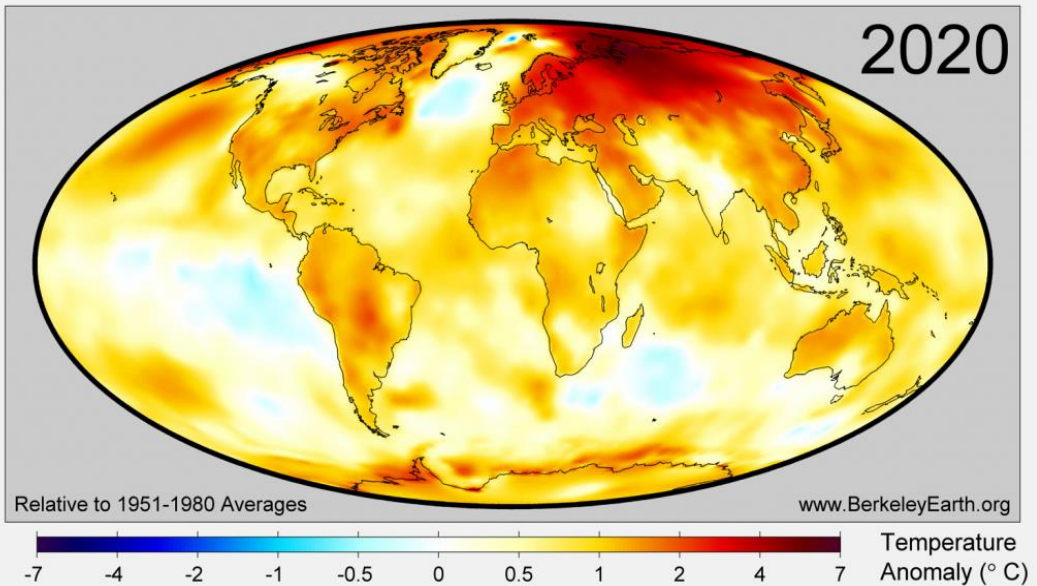 2020
Relative to 1951-1980 Averages
www.BerkeleyEarth.org
-7 -4 -2 -1 -0.5 0 0.5 1 2 4 7
Temperature
Anomaly (° C)